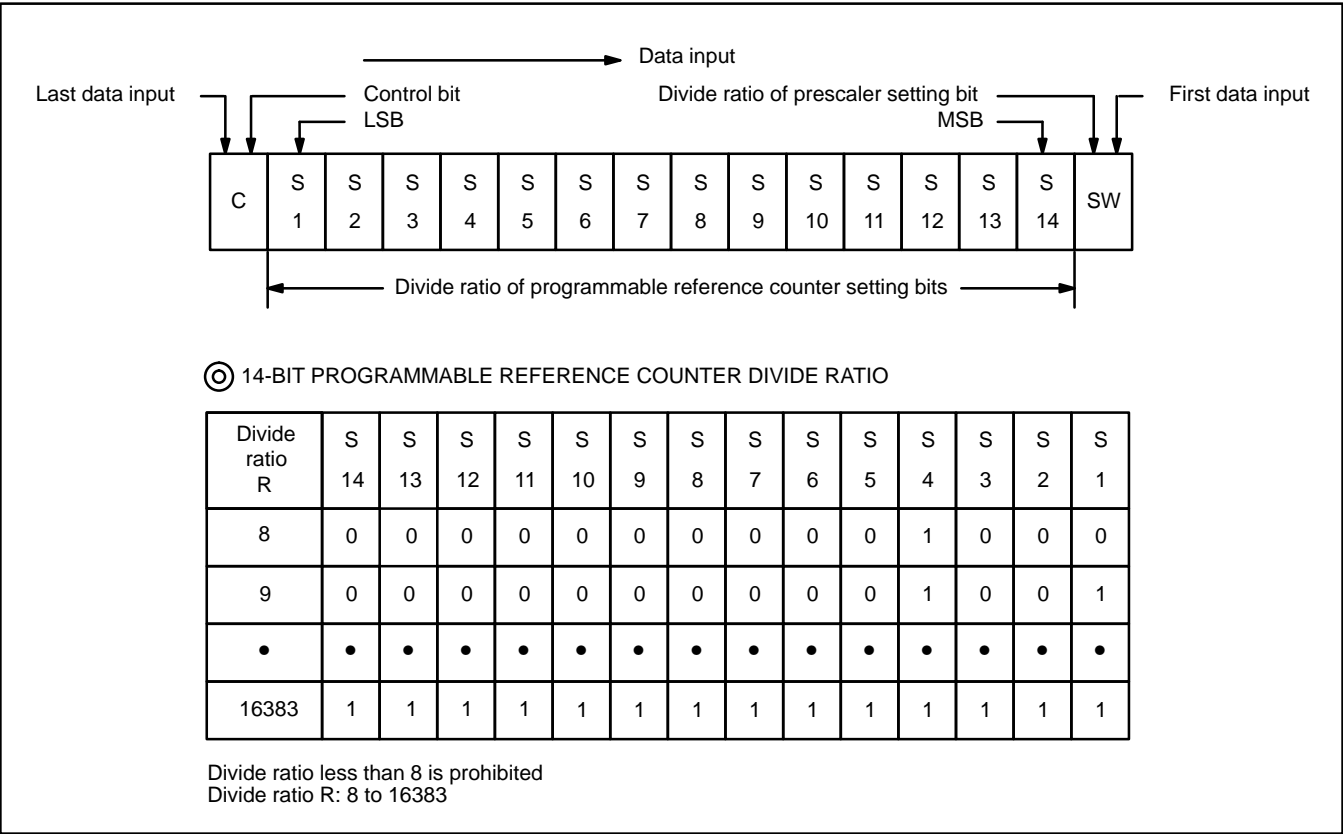 Data input
Last data input Control bit Divide ratio of prescaler setting bit First data input
LSB MSB
C S 1 S 2 S 3 S 4 S 5 S 6 S 7 S 8 S 9 S 10 S 11 S 12 S 13 S 14 SW
Divide ratio of programmable reference counter setting bits
14-BIT PROGRAMMABLE REFERENCE COUNTER DIVIDE RATIO
Divide ratio R S 14 S 13 S 12 S 11 S 10 S 9 S 8 S 7 S 6 S 5 S 4 S 3 S 2 S 1
8 0 0 0 0 0 0 0 0 0 0 1 0 0 0
9 0 0 0 0 0 0 0 0 0 0 1 0 0 1
• • • • • • • • • • • • • • •
16383 1 1 1 1 1 1 1 1 1 1 1 1 1 1
Divide ratio less than 8 is prohibited
Divide ratio R: 8 to 16383